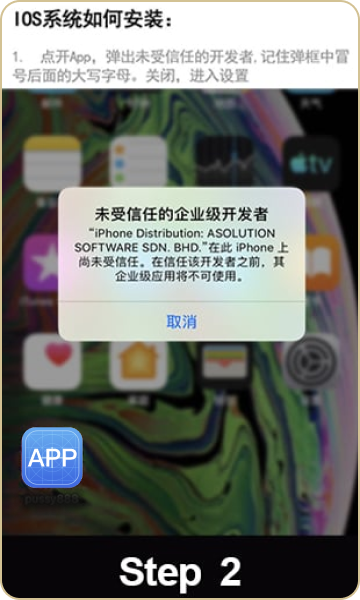 IOS系统如何安装：
1. 点开App，弹出未受信任的开发者,记住弹框中冒
号后面的大写字母。关闭，进入设置
tv
未受信任的企业级开发者
“iPhone Distribution: ASOLUTION
SOFTWARE SDN. BHD.”在此 iPhone 上
尚未受信任。在信任该开发者之前，其
企业级应用将不可使用。
取消
APP
pussy888
Step 2